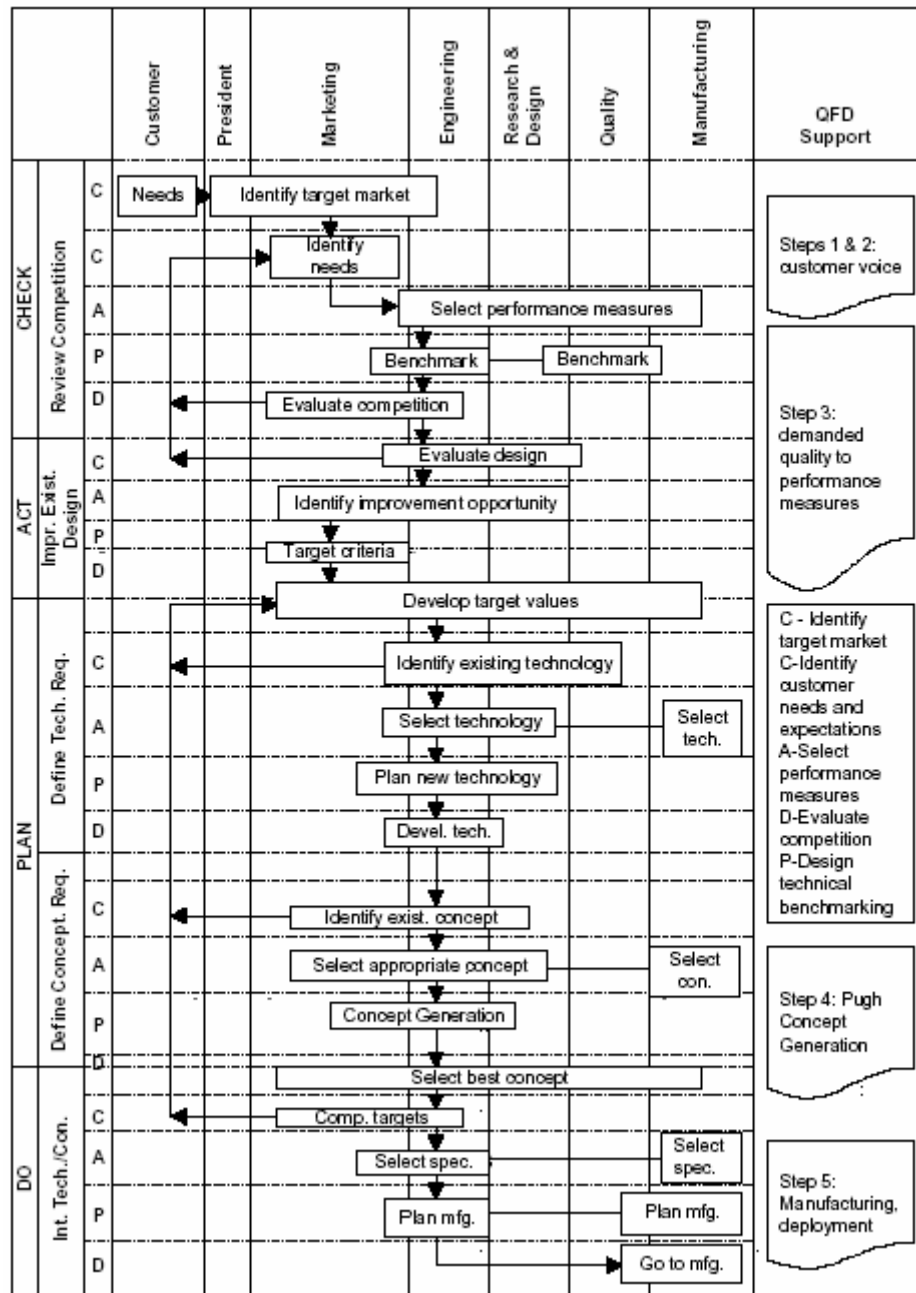 Customer
President
Marketing
Engineering
Research &
Design
Quality
Manufacturing
QFD
Support
CHECK
Review Competition
C
Needs
Identify target market
C
Identify
needs
A
Select performance measures
P
Benchmark
Benchmark
D
Evaluate competition
Steps 1 & 2:
customer voice
ACT
Impr. Exist.
Design
C
Evaluate design
A
Identify improvement opportunity
P
Target criteria
D
Step 3:
demanded
quality to
performance
measures
PLAN
Define Tech. Req.
Develop target values
C
Identify existing technology
A
Select technology
Select
tech.
P
Plan new technology
D
Devel. tech.
C - Identify
target market
C-Identify
customer
needs and
expectations
A-Select
performance
measures
D-Evaluate
competition
P-Design
technical
benchmarking
Define Concept. Req.
C
Identify exist. concept
A
Select appropriate concept
Select
con.
P
Concept Generation
D
Step 4: Pugh
Concept
Generation
DO
Int. Tech./Con.
Select best concept
C
Comp. targets
A
Select spec.
Select
spec.
P
Plan mfg.
Plan mfg.
D
Go to mfg.
Step 5:
Manufacturing,
deployment